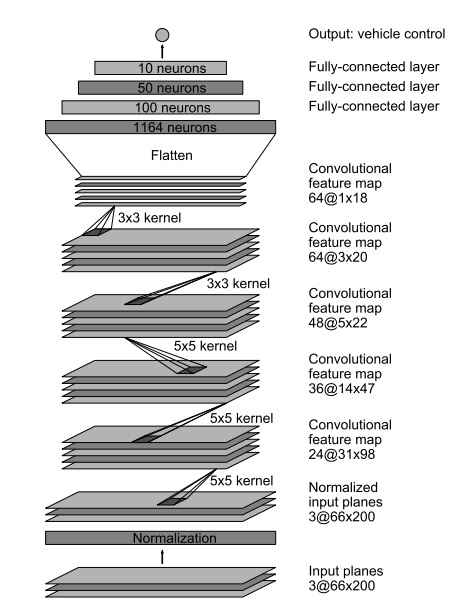 Output: vehicle control
10 neurons
Fully-connected layer
50 neurons
Fully-connected layer
100 neurons
Fully-connected layer
1164 neurons
Flatten
Convolutional
feature map
64@1x18
3x3 kernel
Convolutional
feature map
64@3x20
3x3 kernel
Convolutional
feature map
48@5x22
5x5 kernel
Convolutional
feature map
36@14x47
5x5 kernel
Convolutional
feature map
24@31x98
5x5 kernel
Normalized
input planes
3@66x200
Normalization
Input planes
3@66x200